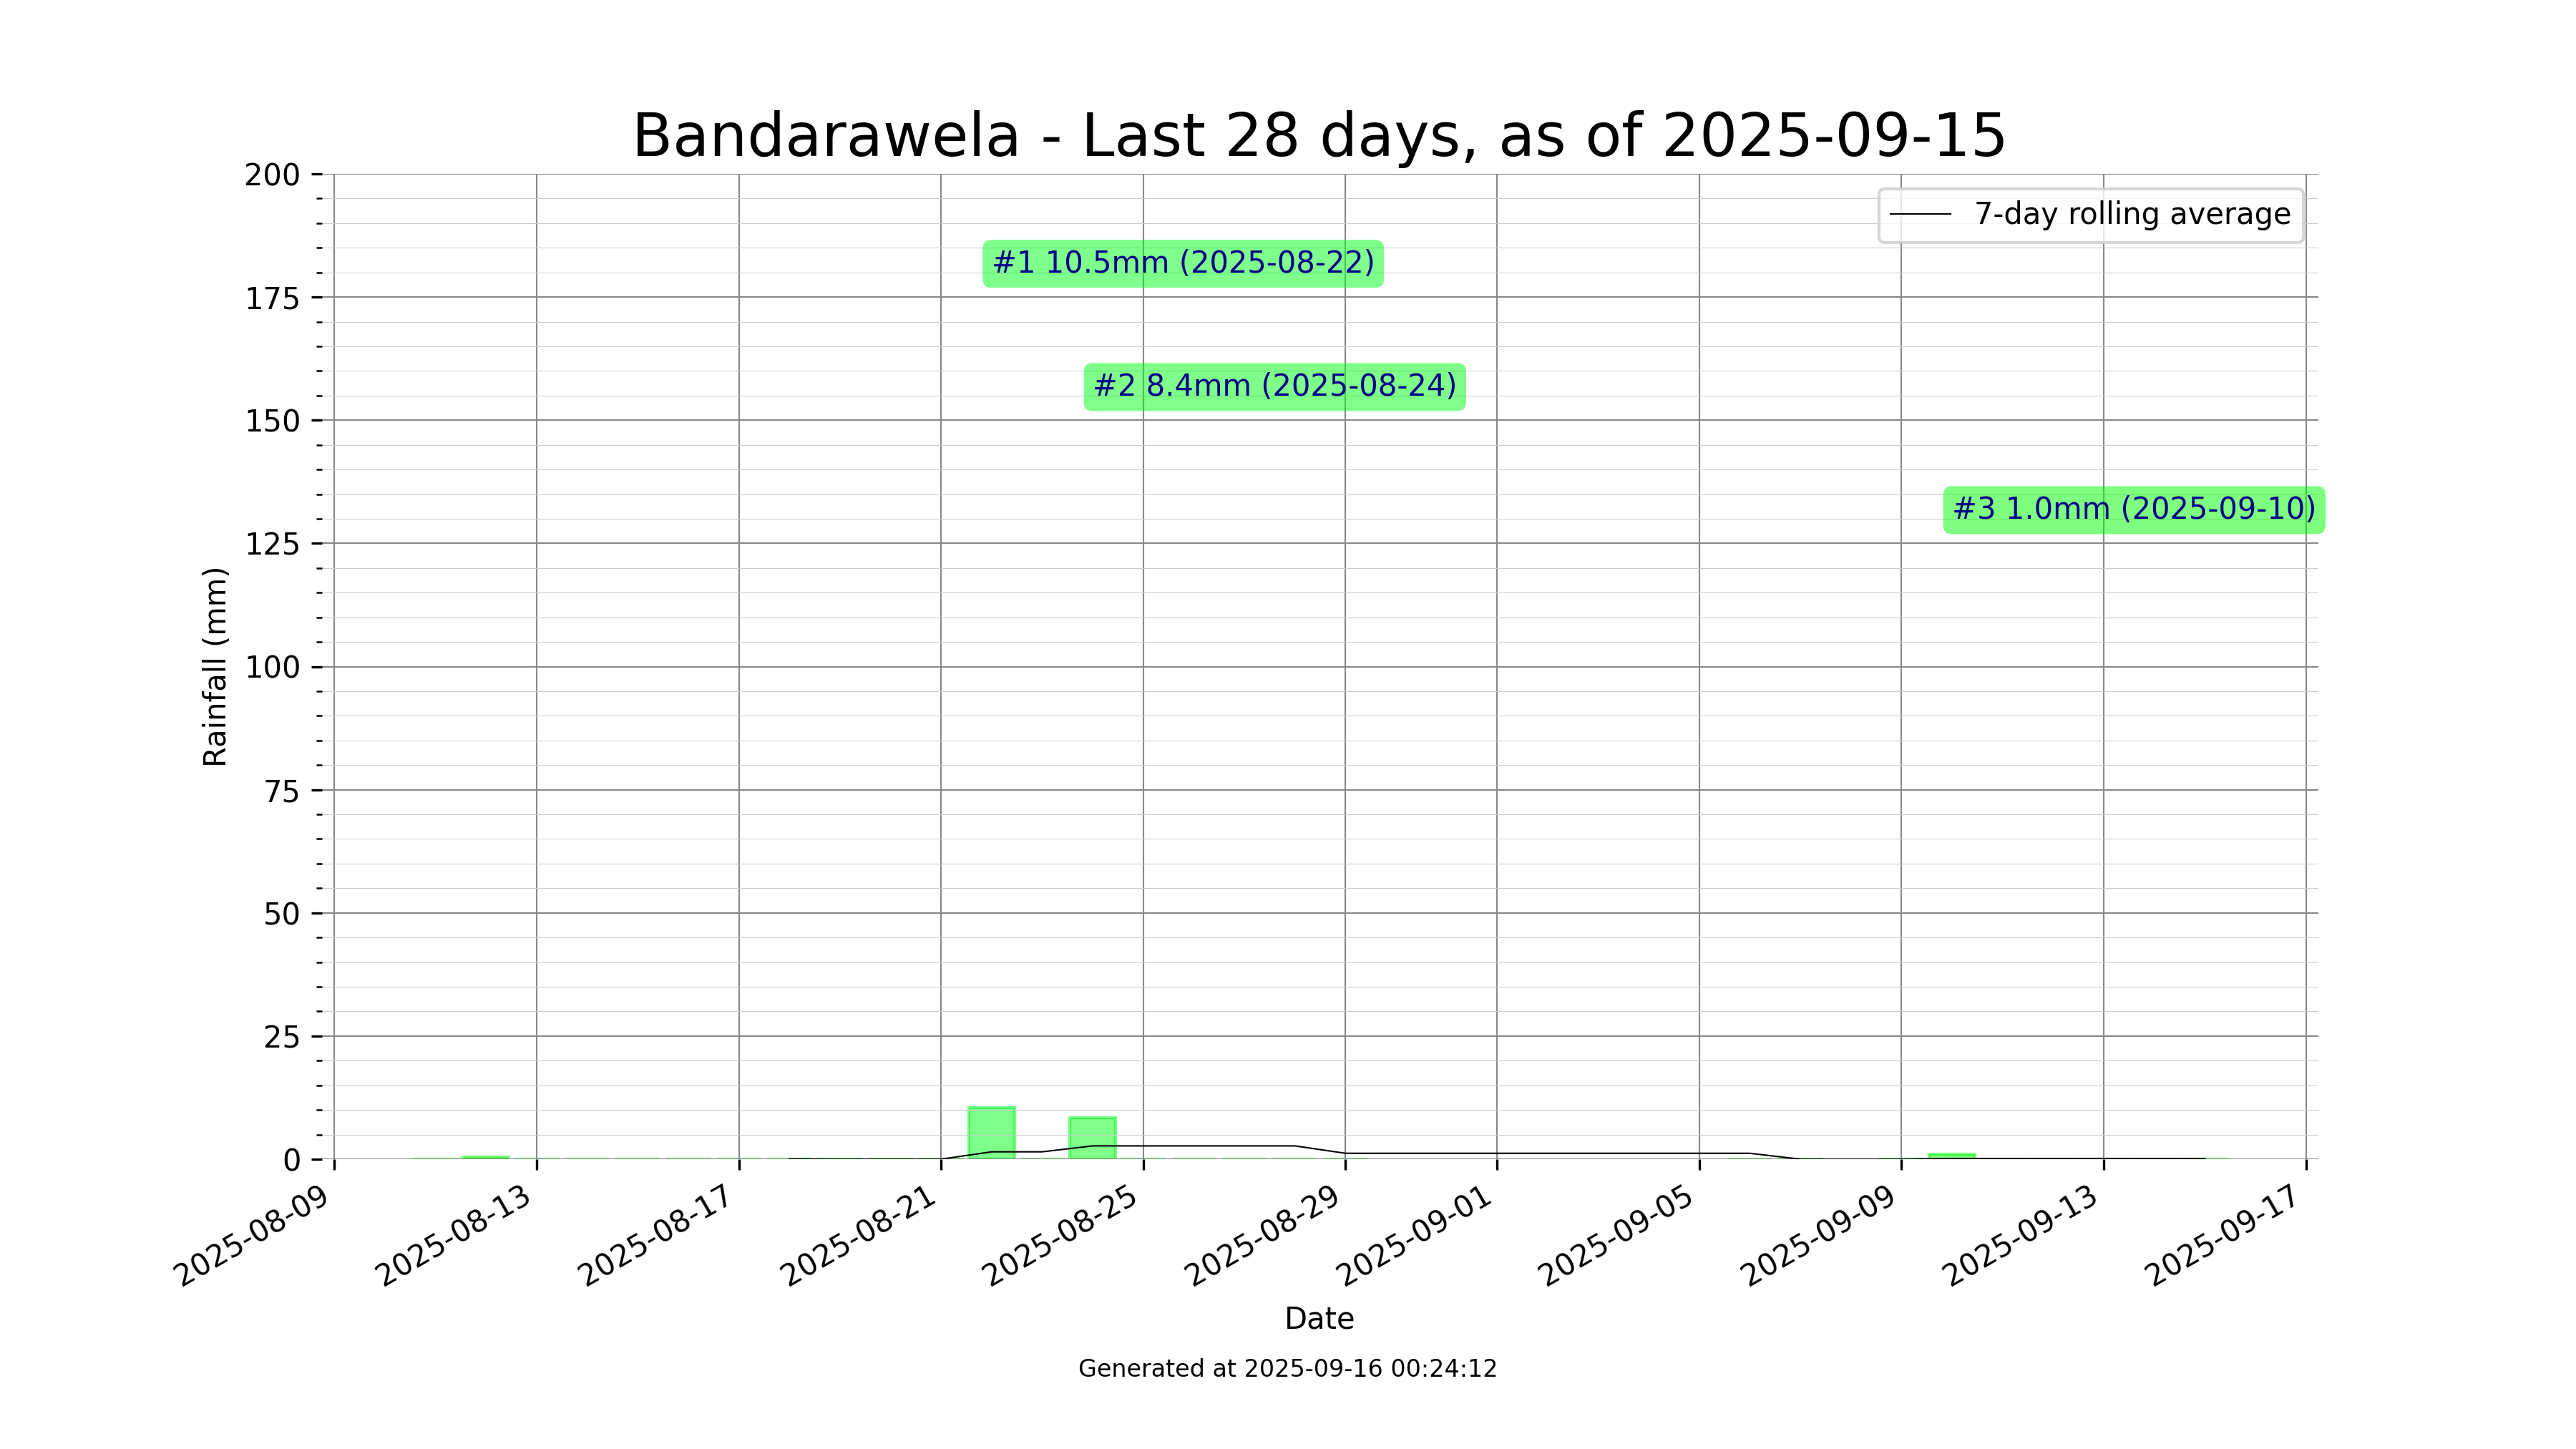 Bandarawela - Last 28 days, as of 2025-09-15
7-day rolling average
#1 10.5mm (2025-08-22)
#2 8.4mm (2025-08-24)
#3 1.0mm (2025-09-10)
Rainfall (mm)
200
175
150
125
100
75
50
25
0
2025-08-09
2025-08-13
2025-08-17
2025-08-21
2025-08-25
2025-08-29
2025-09-01
2025-09-05
2025-09-09
2025-09-13
2025-09-17
Date
Generated at 2025-09-16 00:24:12